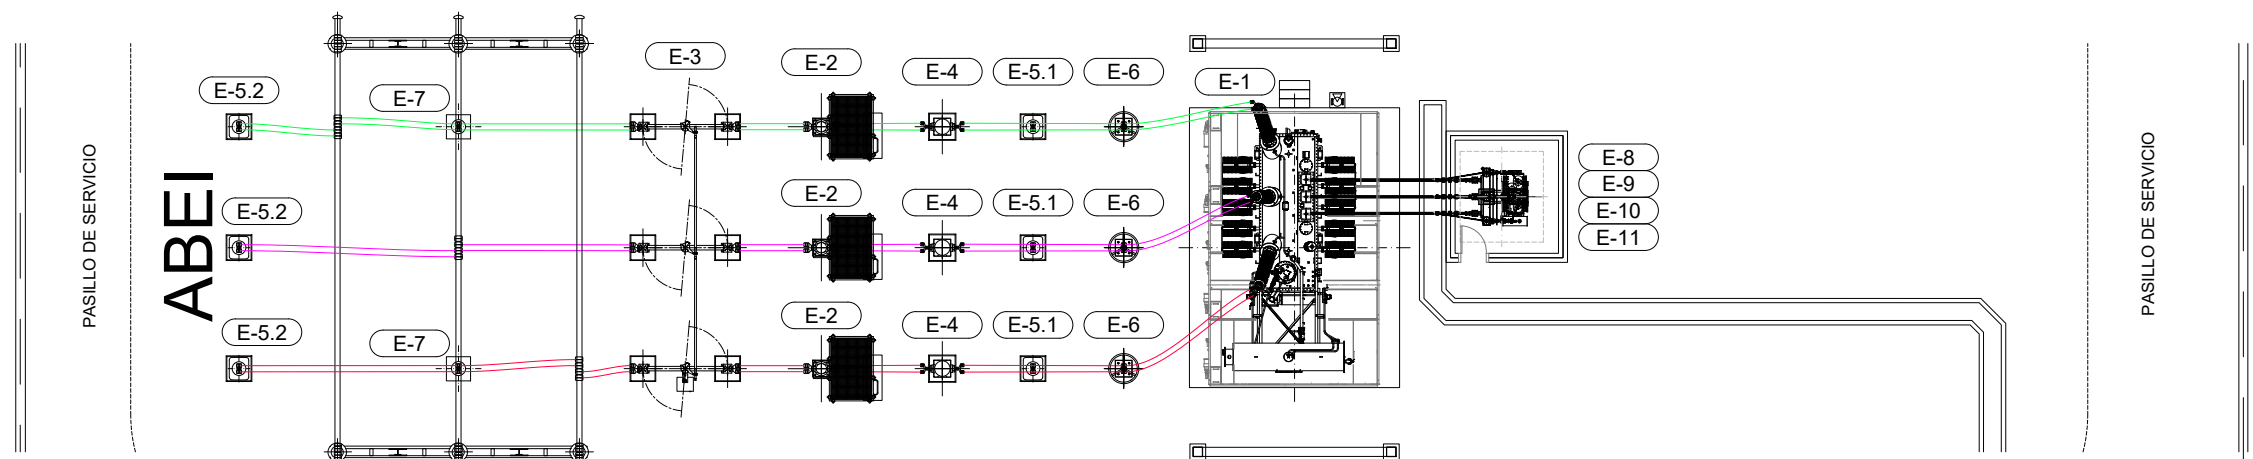 E-3
E-2
E-4
E-5.1
E-6
E-1
E-5.2
E-7
E-8
E-9
E-10
E-11
PASILLO DE SERVICIO
ABEI
PASILLO DE SERVICIO
E-5.2
E-2
E-4
E-5.1
E-6
E-5.2
E-7
E-2
E-4
E-5.1
E-6